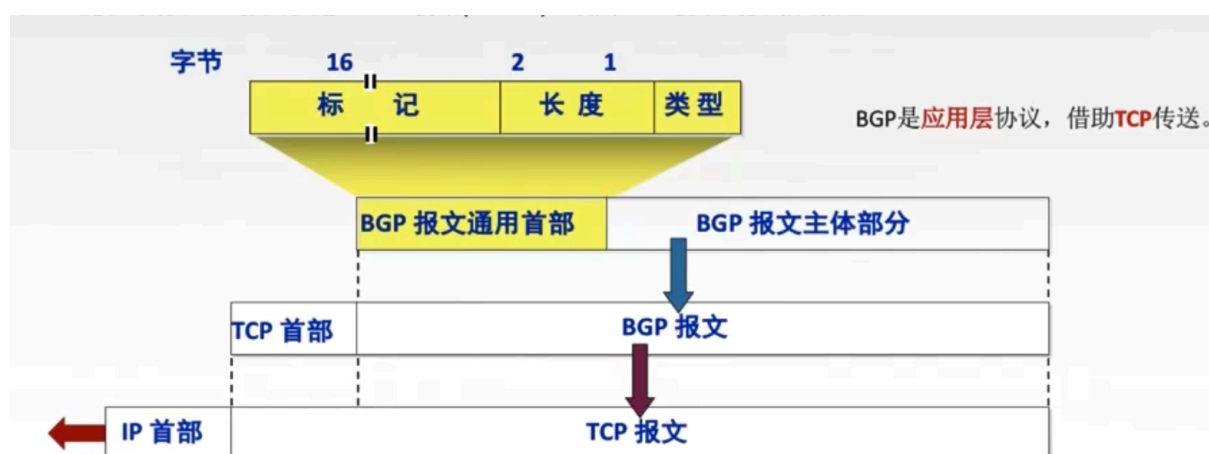 字节 16 2 1
标 记 长 度 类 型
BGP是应用层协议，借助TCP传送。
BGP 报文通用首部 BGP 报文主体部分
TCP 首部 BGP 报文
IP 首部 TCP 报文